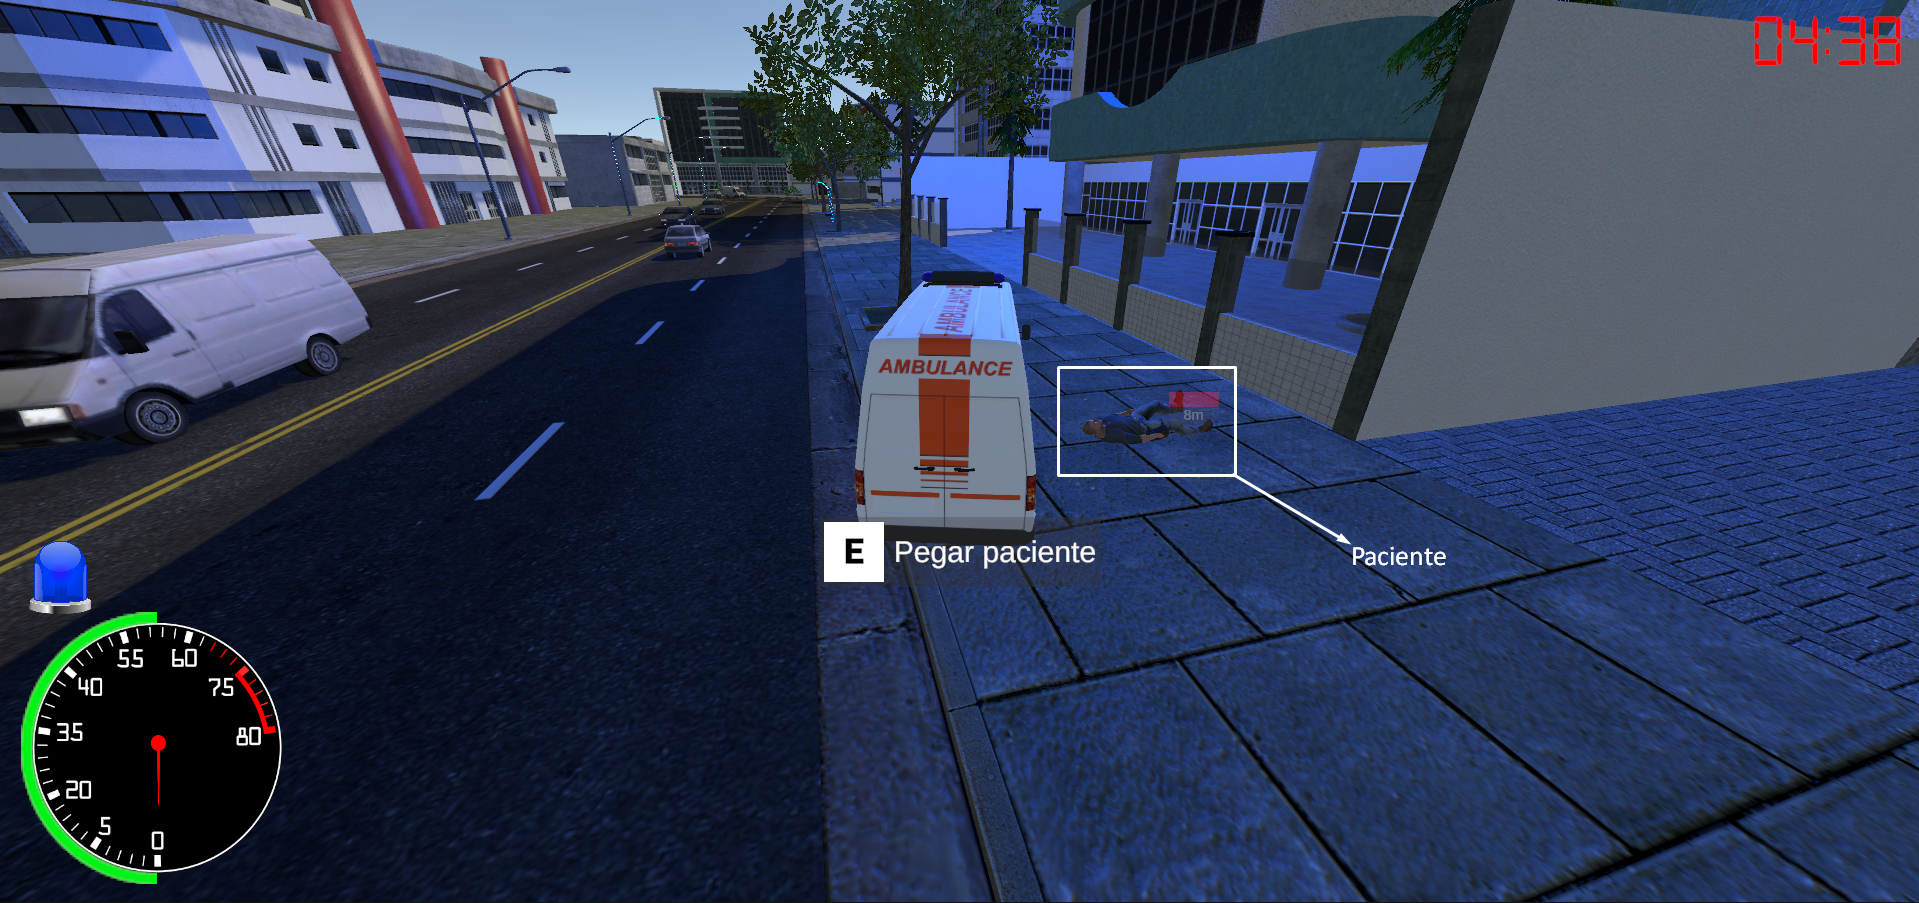 04:38
AMBULANCE
AMBULANCE
8m
E Pegar paciente
Paciente
55 60
40 75
35 80
20
5
0